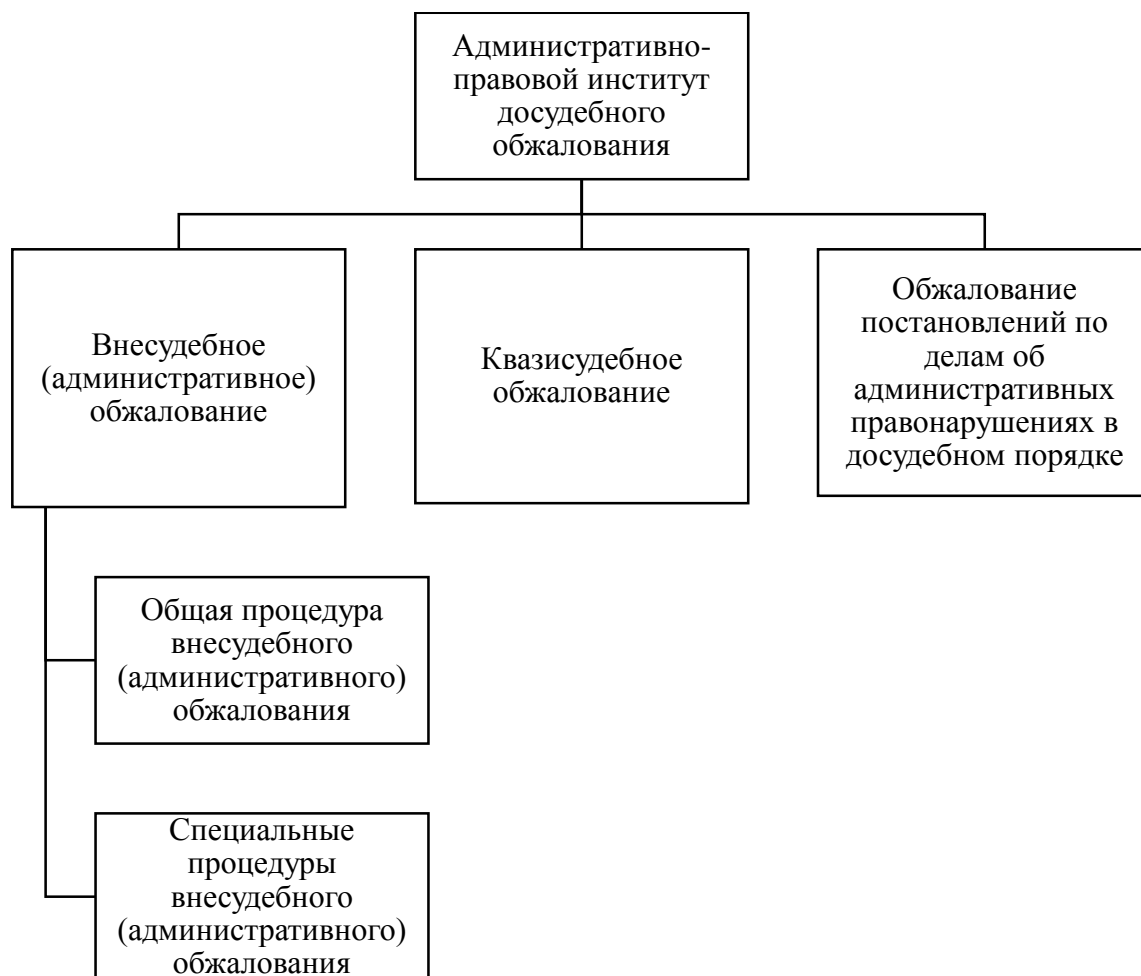 Административно-
правовой институт
досудебного
обжалования
Внесудебное
(административное)
обжалование
Квазисудебное
обжалование
Обжалование
постановлений по
делам об
административных
правонарушениях в
досудебном порядке
Общая процедура
внесудебного
(административного)
обжалования
Специальные
процедуры
внесудебного
(административного)
обжалования